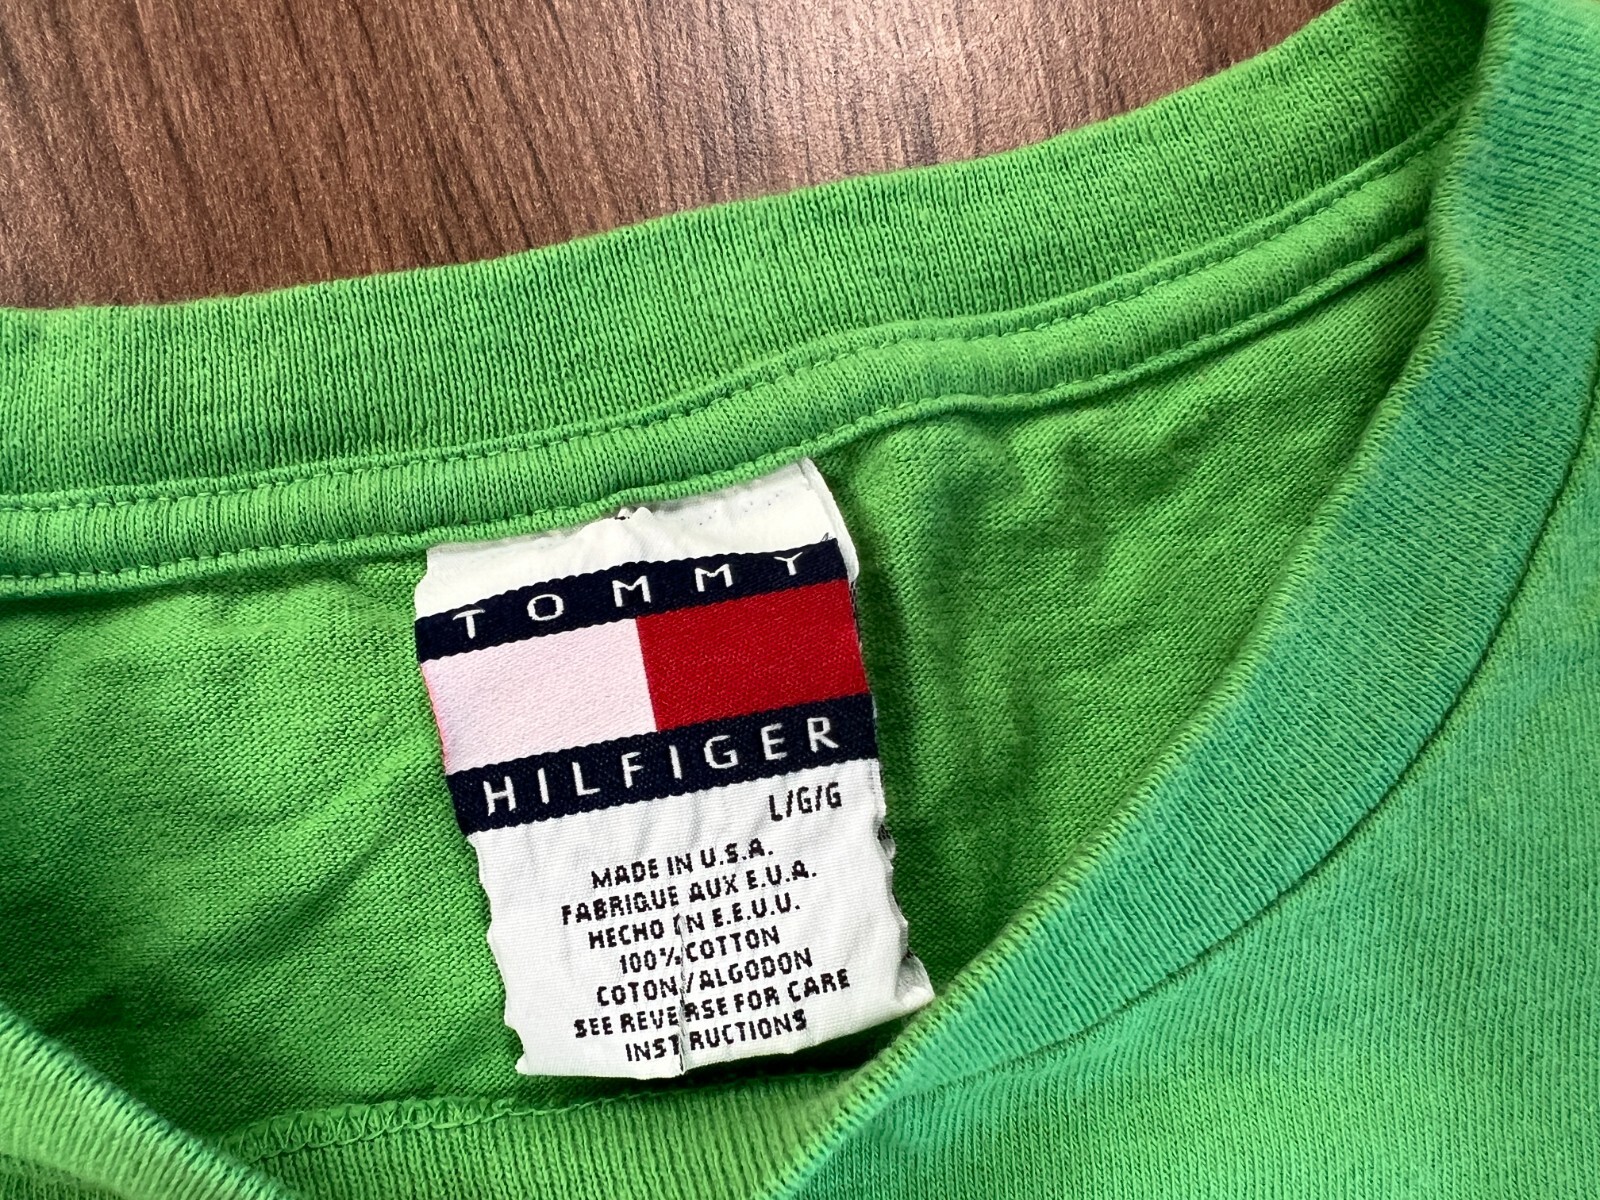 TOMMY
HILFIGER
L/G/G
MADE IN U.S.A.
FABRIQUE AUX E.U.A.
HECHO EN E.E.U.U.
100% COTTON
COTON/ALGODON
SEE REVERSE FOR CARE
INSTRUCTIONS